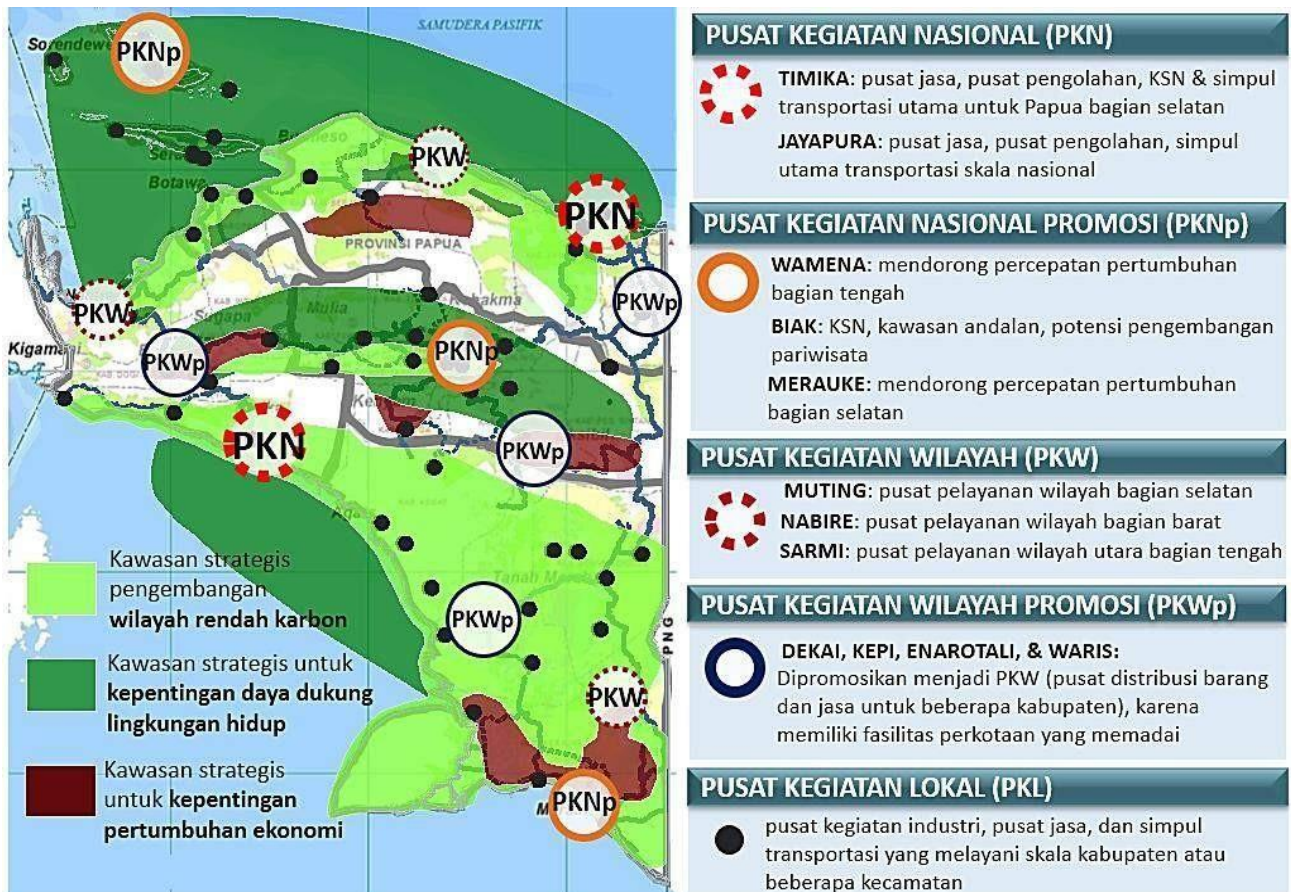 SAMUDERA PASIFIK
PKNp
PKW
PKN
PROVINSI PAPUA
PKW
PKWp
Mulia
PKWp
PKNp
PKN
PKWp
PNG
PKWp
PKW
PKNp
Kawasan strategis
pengembangan
wilayah rendah karbon
Kawasan strategis untuk
kepentingan daya dukung
lingkungan hidup
Kawasan strategis
untuk kepentingan
pertumbuhan ekonomi
PUSAT KEGIATAN NASIONAL (PKN)
TIMIKA: pusat jasa, pusat pengolahan, KSN & simpul
transportasi utama untuk Papua bagian selatan
JAYAPURA: pusat jasa, pusat pengolahan, simpul
utama transportasi skala nasional
PUSAT KEGIATAN NASIONAL PROMOSI (PKNp)
WAMENA: mendorong percepatan pertumbuhan
bagian tengah
BIAK: KSN, kawasan andalan, potensi pengembangan
pariwisata
MERAUKE: mendorong percepatan pertumbuhan
bagian selatan
PUSAT KEGIATAN WILAYAH (PKW)
MUTING: pusat pelayanan wilayah bagian selatan
NABIRE: pusat pelayanan wilayah bagian barat
SARMI: pusat pelayanan wilayah utara bagian tengah
PUSAT KEGIATAN WILAYAH PROMOSI (PKWp)
DEKAI, KEPI, ENAROTALI, & WARIS:
Dipromosikan menjadi PKW (pusat distribusi barang
dan jasa untuk beberapa kabupaten), karena
memiliki fasilitas perkotaan yang memadai
PUSAT KEGIATAN LOKAL (PKL)
pusat kegiatan industri, pusat jasa, dan simpul
transportasi yang melayani skala kabupaten atau
beberapa kecamatan